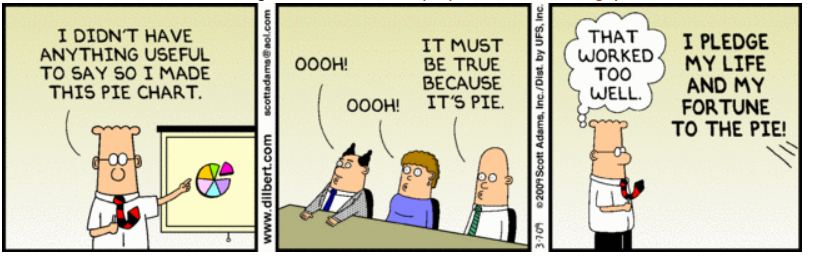 I DIDN'T HAVE
ANYTHING USEFUL
TO SAY SO I MADE
THIS PIE CHART.
www.dilbert.com
scottadams@aol.com
OOOH!
OOOH!
IT MUST
BE TRUE
BECAUSE
IT'S PIE.
3-7-09
©2009 Scott Adams, Inc./Dist. by UFS, Inc.
THAT
WORKED
TOO
WELL.
I PLEDGE
MY LIFE
AND MY
FORTUNE
TO THE PIE!